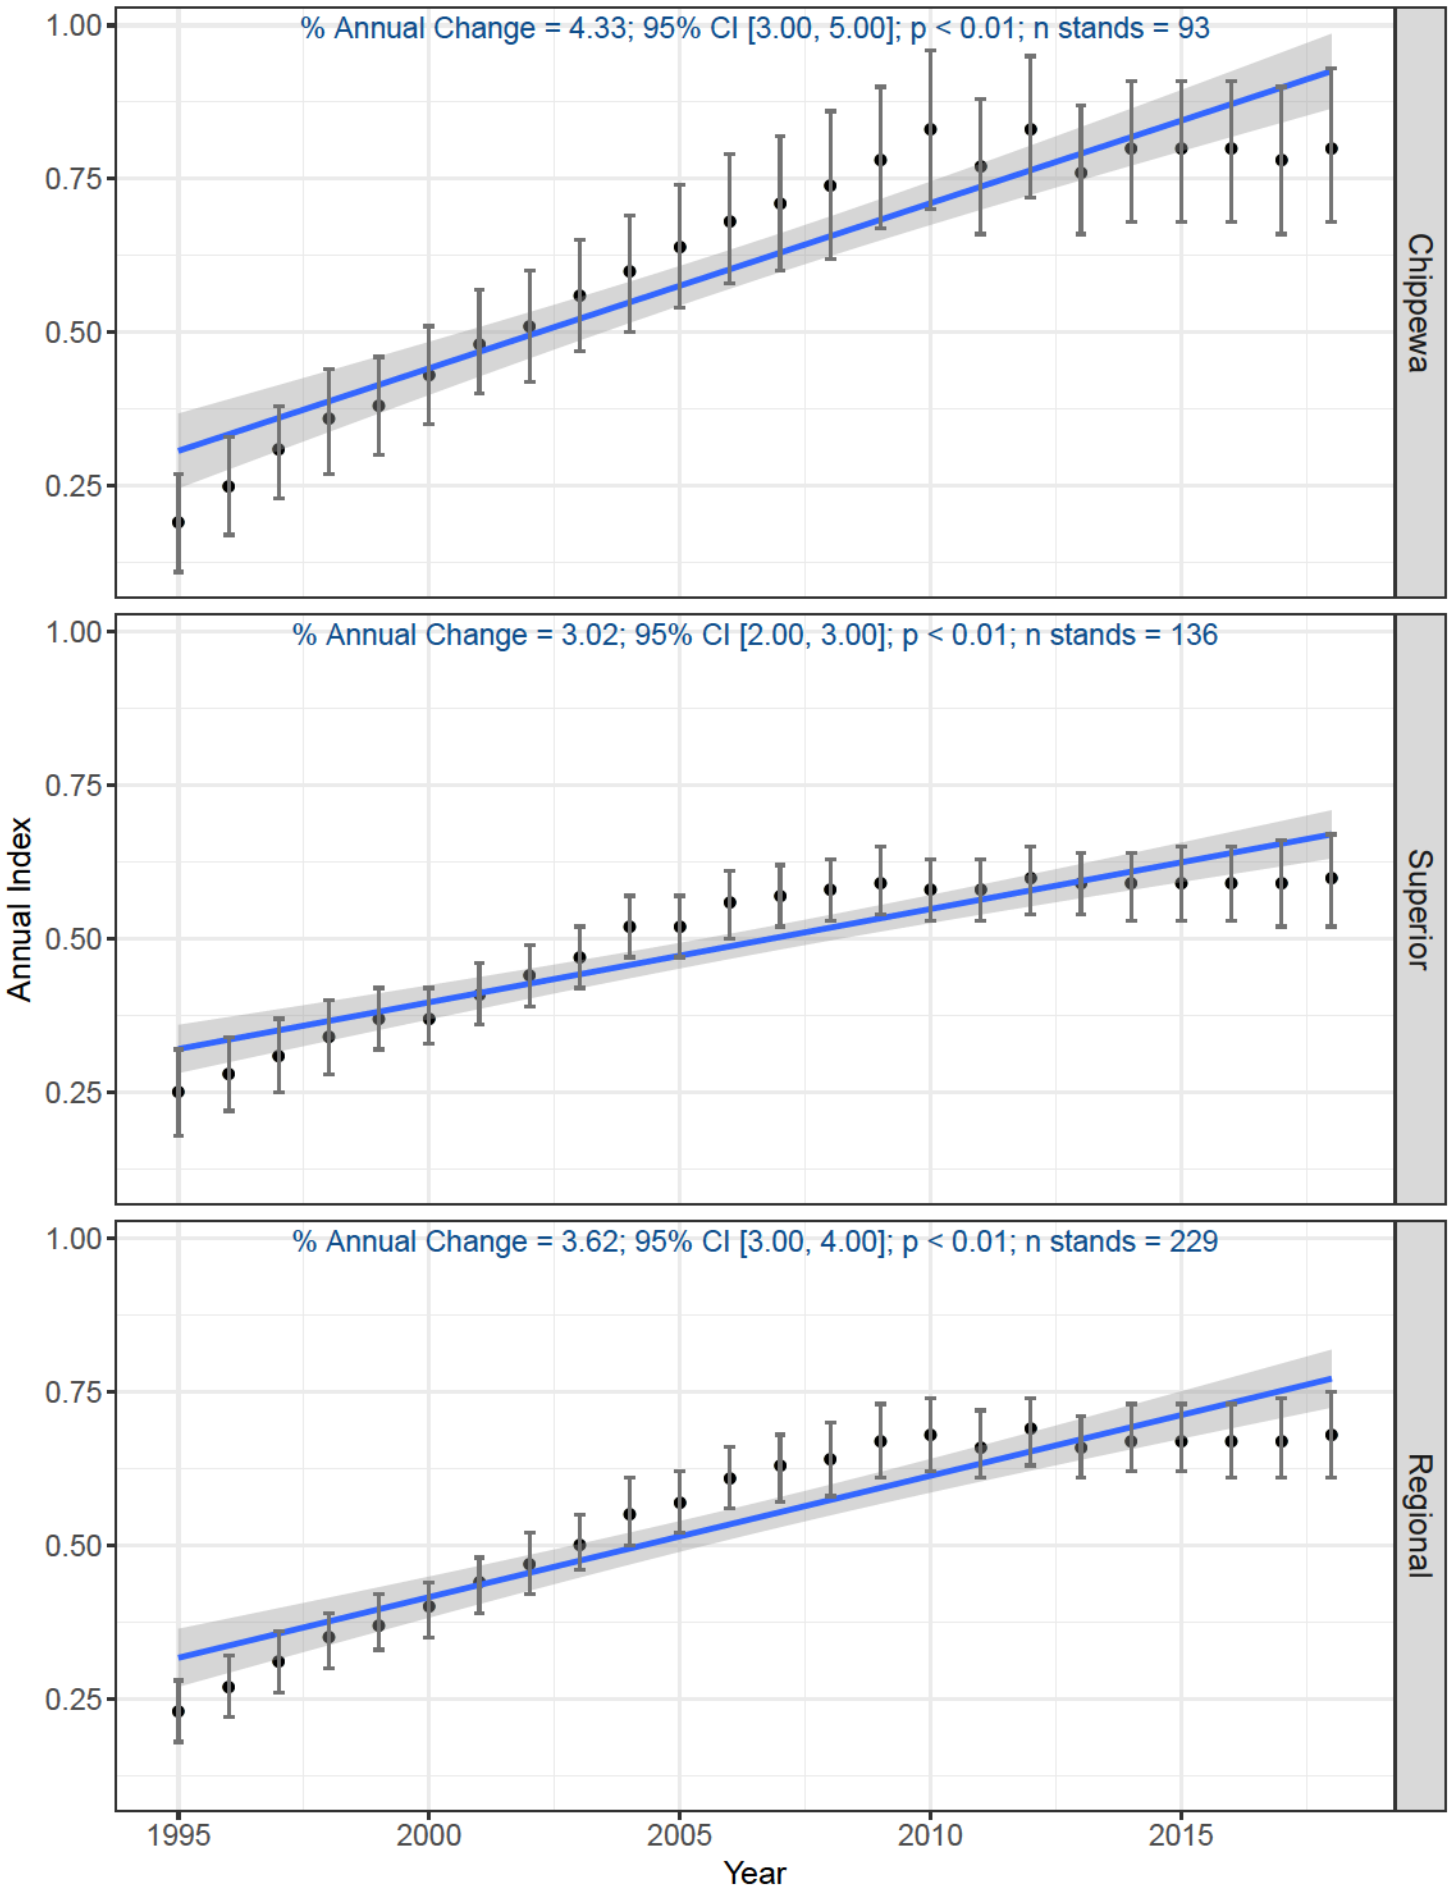 % Annual Change = 4.33; 95% CI [3.00, 5.00]; p < 0.01; n stands = 93
1.00
0.75
0.50
0.25
Chippewa
% Annual Change = 3.02; 95% CI [2.00, 3.00]; p < 0.01; n stands = 136
1.00
0.75
0.50
0.25
Superior
Annual Index
% Annual Change = 3.62; 95% CI [3.00, 4.00]; p < 0.01; n stands = 229
1.00
0.75
0.50
0.25
Regional
1995 2000 2005 2010 2015
Year